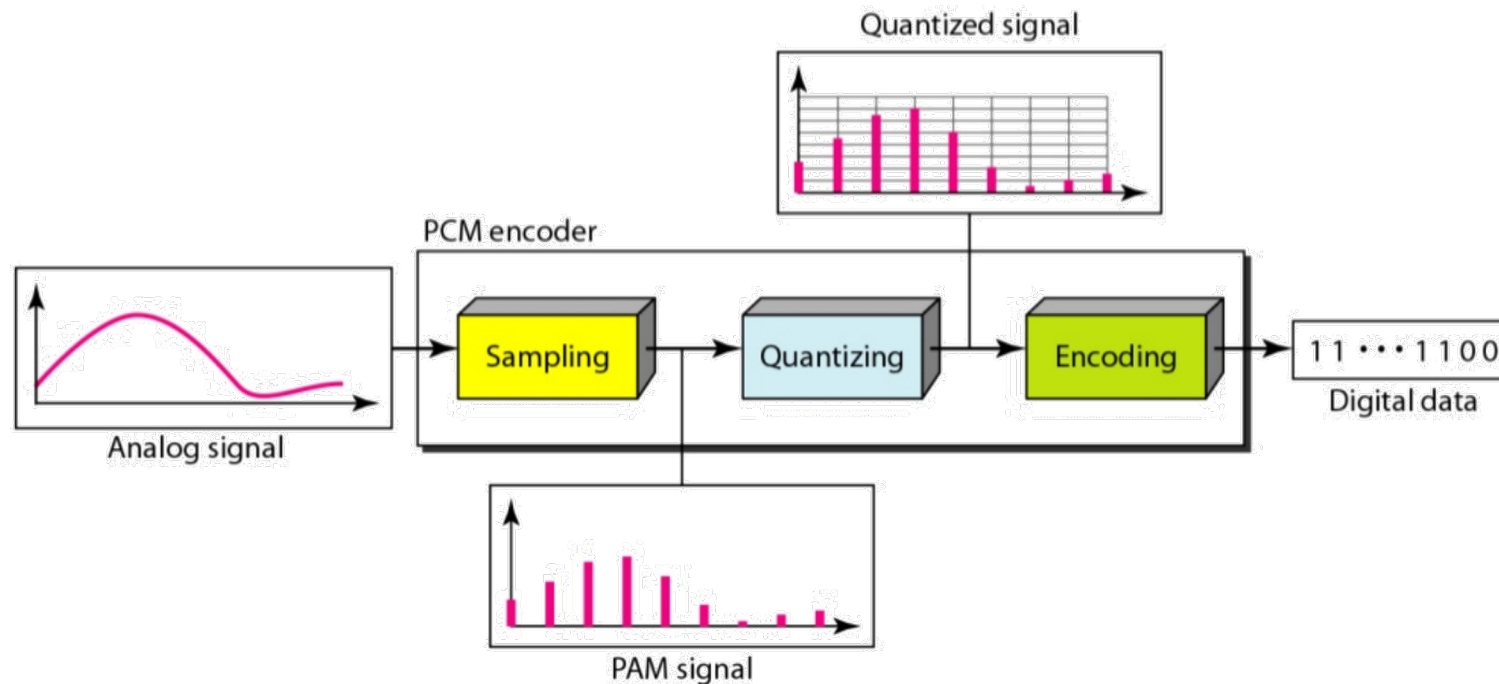 Quantized signal
PCM encoder
Sampling
Quantizing
Encoding
11 ··· 1100
Digital data
Analog signal
PAM signal